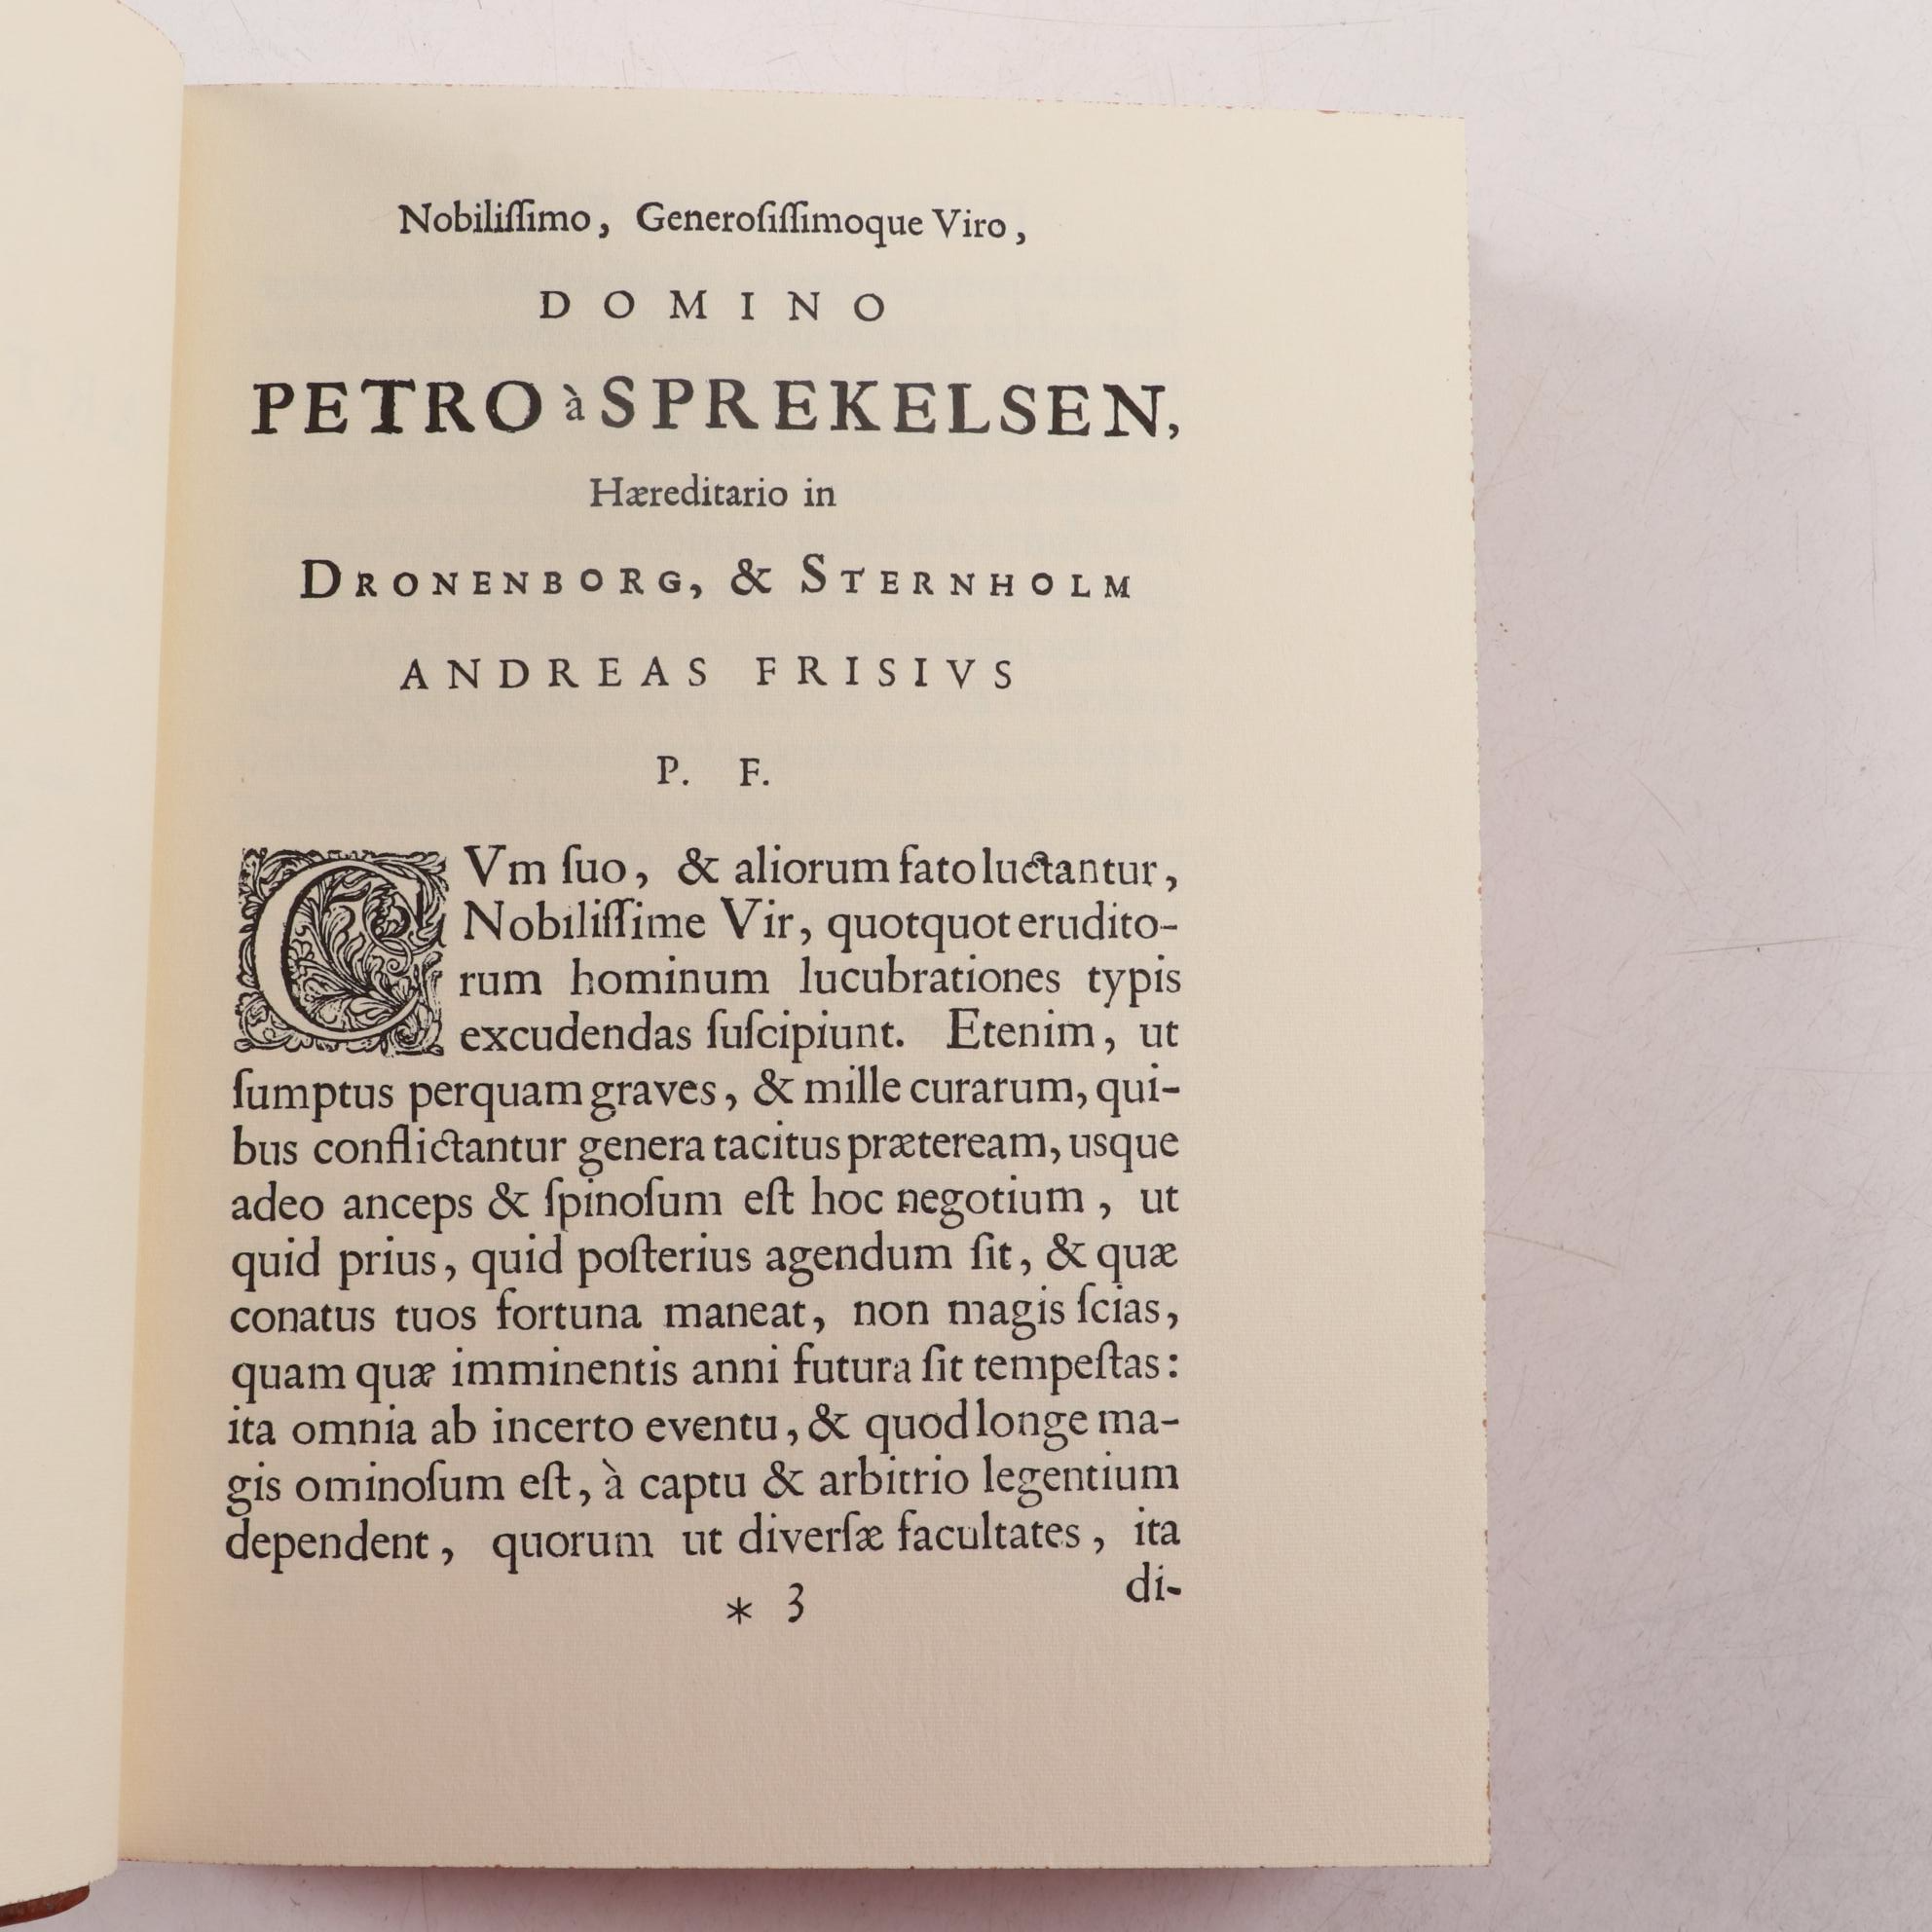 Nobiliſſimo, Generoſiſſimoque Viro,
DOMINO
PETRO à SPREKELSEN,
Hæreditario in
DRONENBORG, & STERNHOLM
ANDREAS FRISIVS
P. F.
CVm ſuo, & aliorum fato luctantur,
Nobiliſſime Vir, quotquot erudito-
rum hominum lucubrationes typis
excudendas ſuſcipiunt. Etenim, ut
ſumptus perquam graves, & mille curarum, qui-
bus conflictantur genera tacitus præteream, usque
adeo anceps & ſpinoſum eſt hoc negotium, ut
quid prius, quid poſterius agendum ſit, & quæ
conatus tuos fortuna maneat, non magis ſcias,
quam quæ imminentis anni futura ſit tempeſtas:
ita omnia ab incerto eventu, & quod longe ma-
gis ominoſum eſt, à captu & arbitrio legentium
dependent, quorum ut diverſæ facultates, ita
* 3 di-